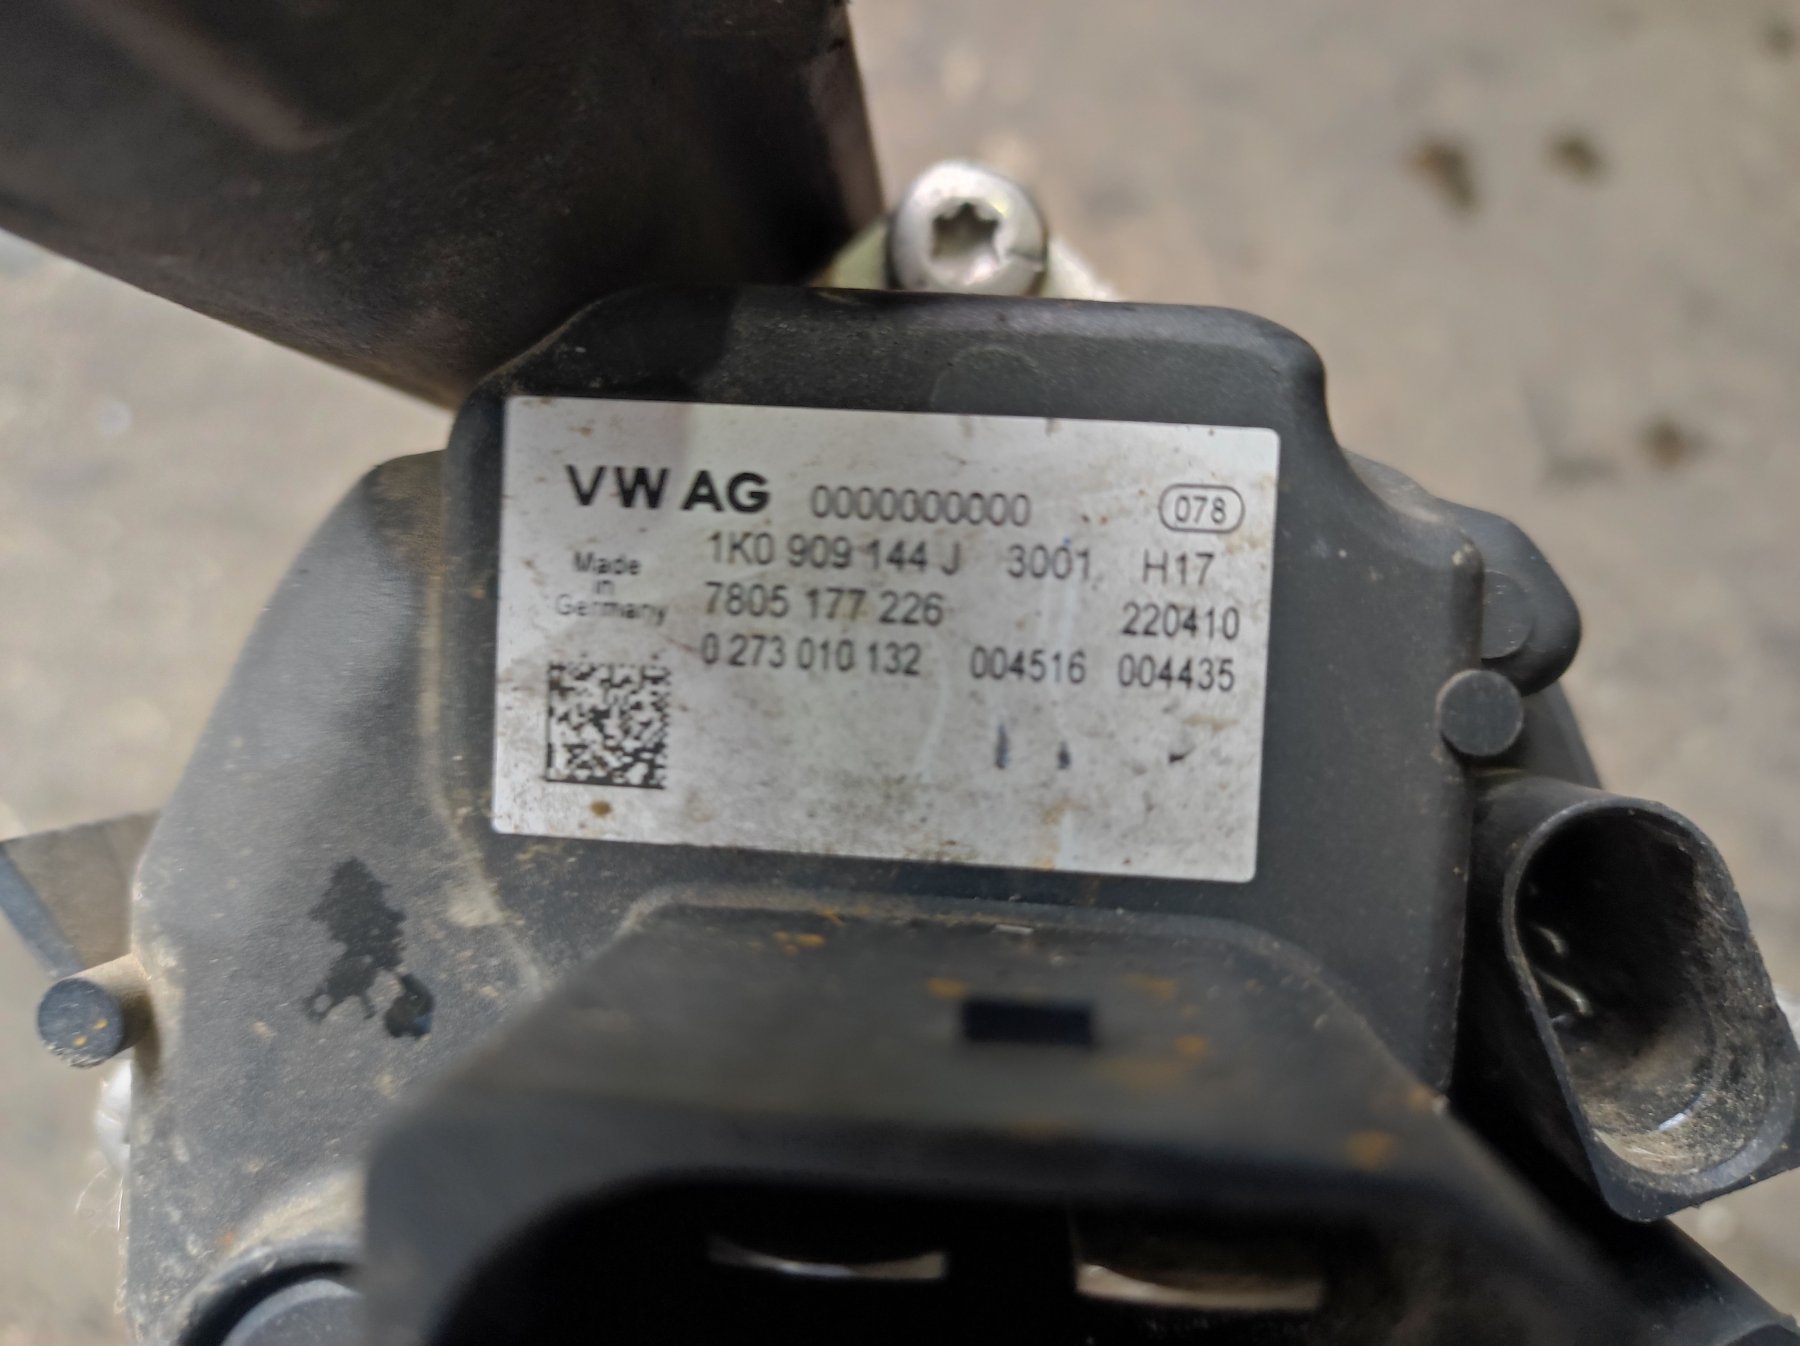 VW AG 0000000000 078
1K0 909 144 J 3001 H17
Made in Germany
7805 177 226 220410
0 273 010 132 004516 004435